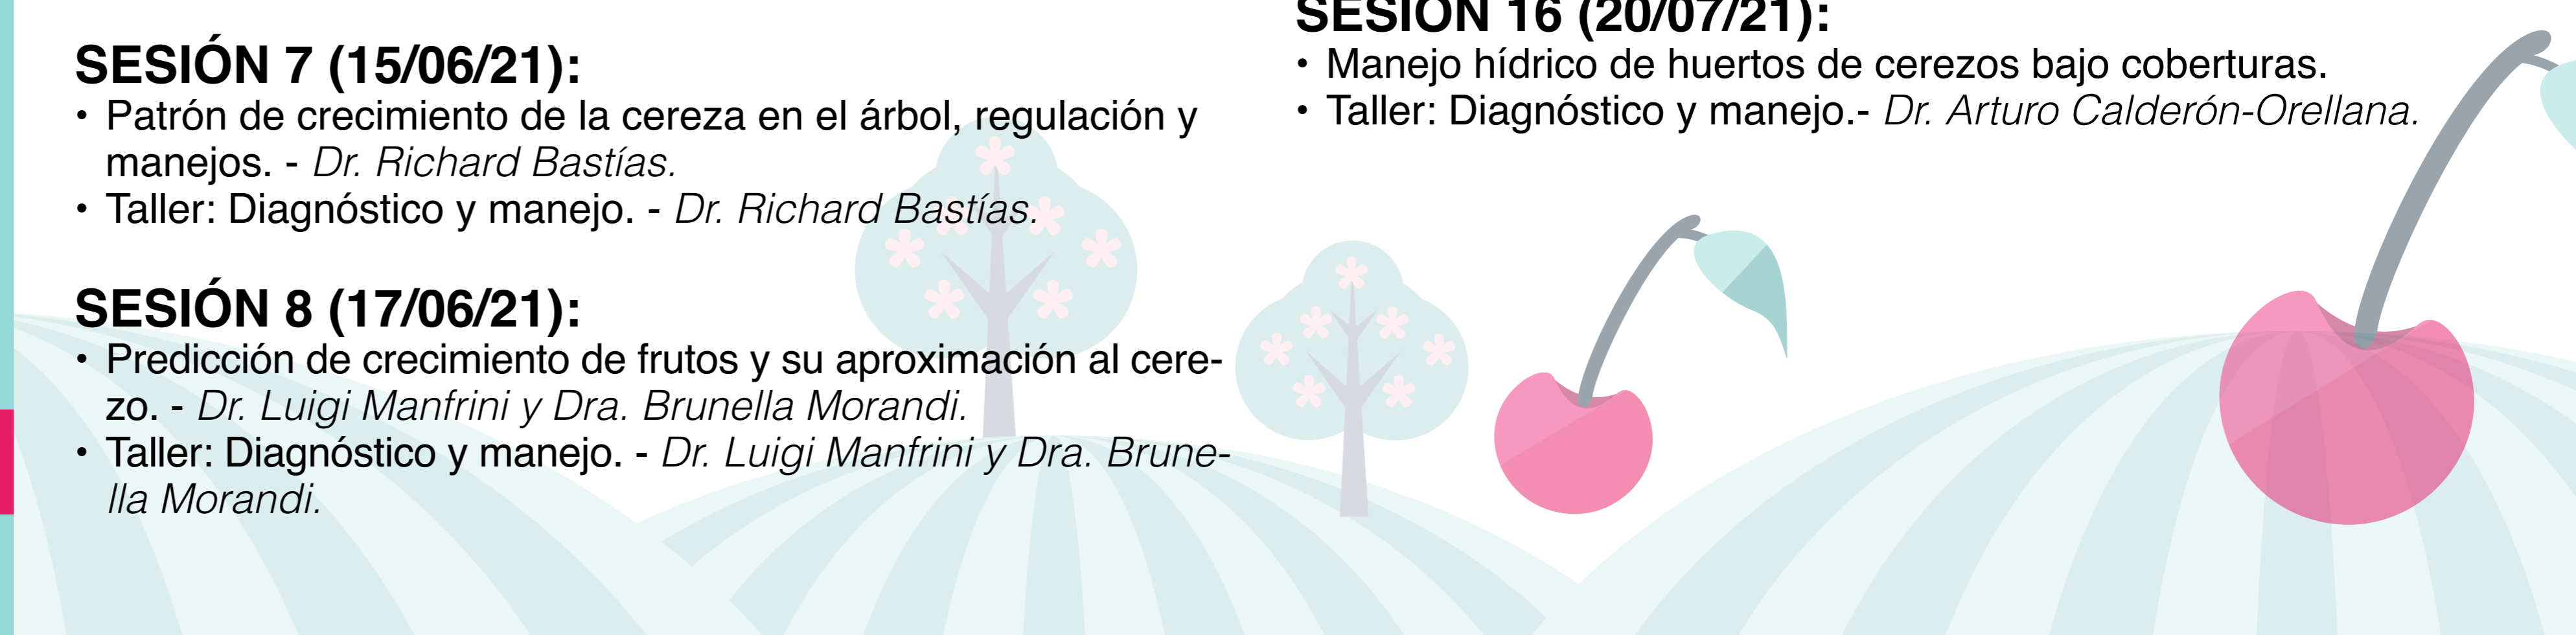 SESIÓN 7 (15/06/21):
• Patrón de crecimiento de la cereza en el árbol, regulación y
manejos. - Dr. Richard Bastías.
• Taller: Diagnóstico y manejo. - Dr. Richard Bastías.
SESIÓN 8 (17/06/21):
• Predicción de crecimiento de frutos y su aproximación al cere-
zo. - Dr. Luigi Manfrini y Dra. Brunella Morandi.
• Taller: Diagnóstico y manejo. - Dr. Luigi Manfrini y Dra. Brune-
lla Morandi.
SESIÓN 16 (20/07/21):
• Manejo hídrico de huertos de cerezos bajo coberturas.
• Taller: Diagnóstico y manejo.- Dr. Arturo Calderón-Orellana.